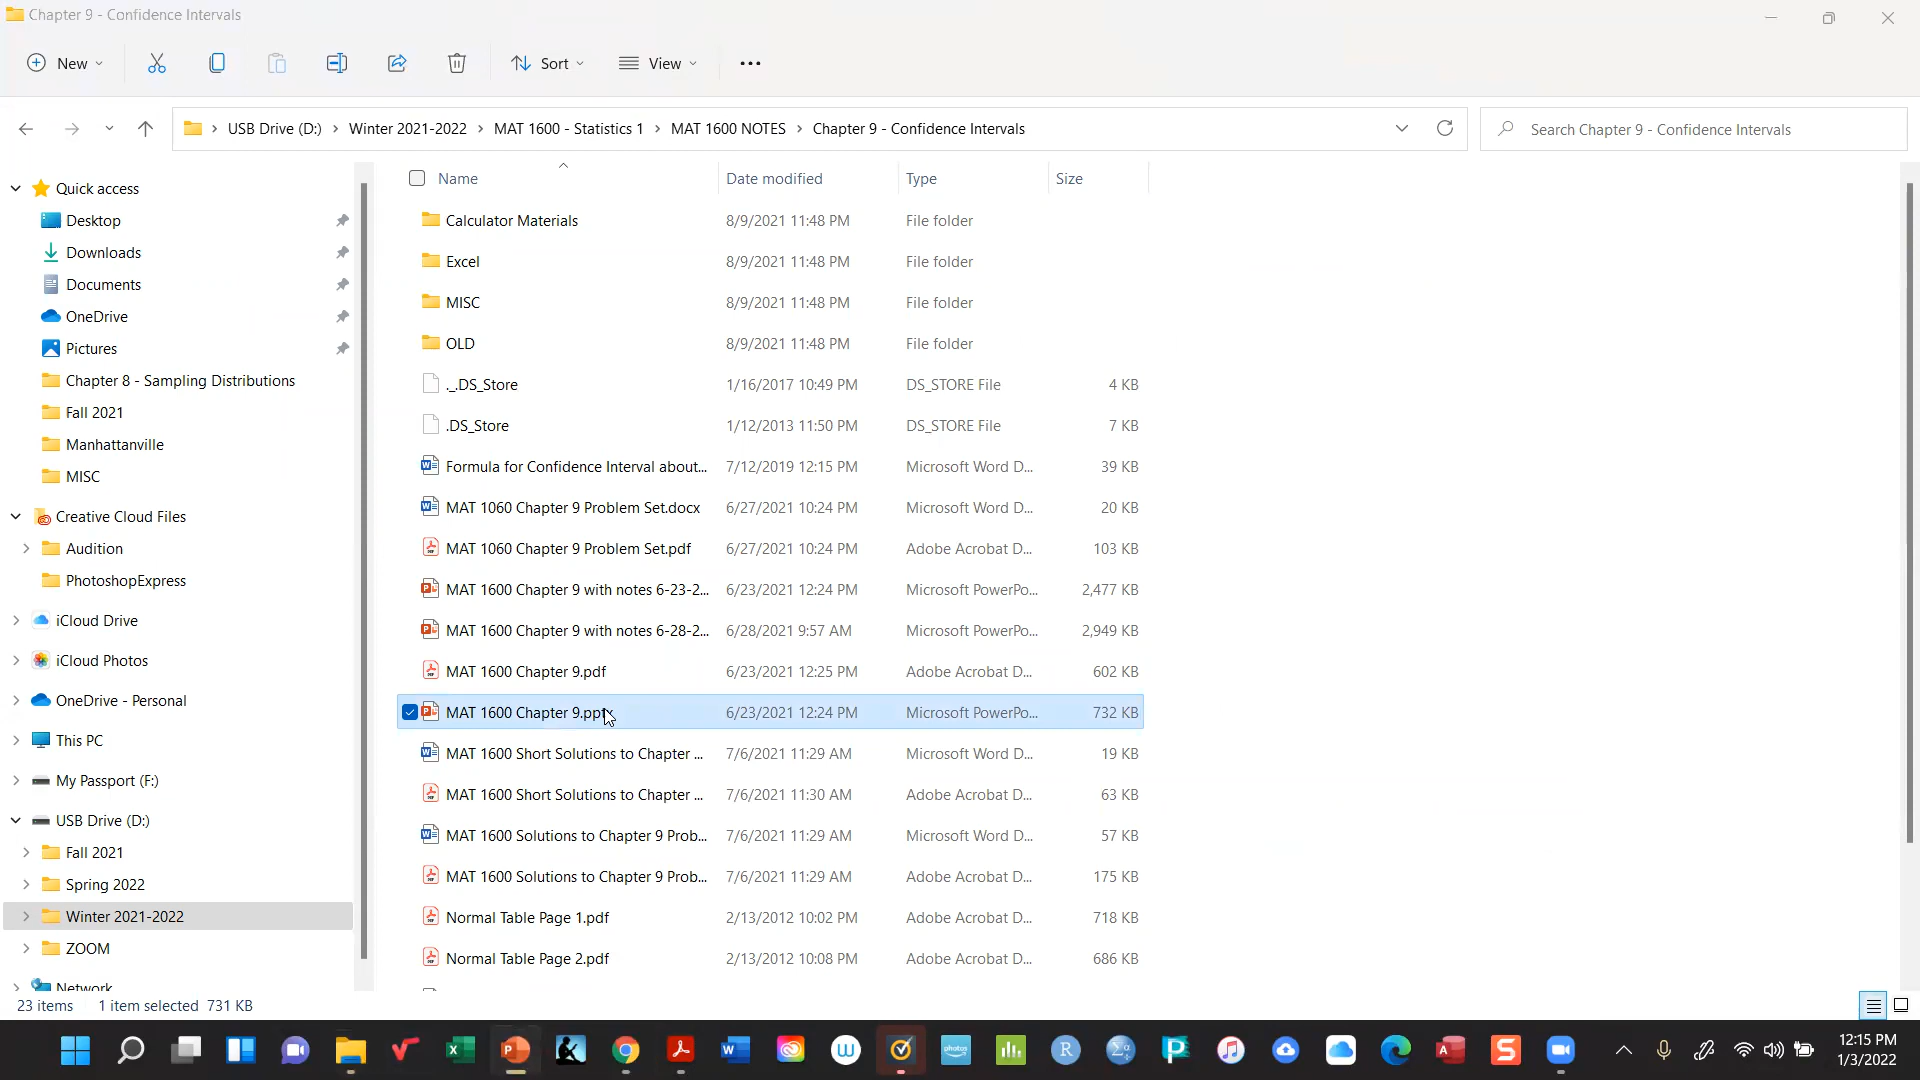 Chapter 9 - Confidence Intervals
New
Sort
View
USB Drive (D:) > Winter 2021-2022 > MAT 1600 - Statistics 1 > MAT 1600 NOTES > Chapter 9 - Confidence Intervals
Search Chapter 9 - Confidence Intervals
Quick access
Desktop
Downloads
Documents
OneDrive
Pictures
Chapter 8 - Sampling Distributions
Fall 2021
Manhattanville
MISC
Creative Cloud Files
Audition
PhotoshopExpress
iCloud Drive
iCloud Photos
OneDrive - Personal
This PC
My Passport (F:)
USB Drive (D:)
Fall 2021
Spring 2022
Winter 2021-2022
ZOOM
Network
Name Date modified Type Size
Calculator Materials 8/9/2021 11:48 PM File folder
Excel 8/9/2021 11:48 PM File folder
MISC 8/9/2021 11:48 PM File folder
OLD 8/9/2021 11:48 PM File folder
._.DS_Store 1/16/2017 10:49 PM DS_STORE File 4 KB
.DS_Store 1/12/2013 11:50 PM DS_STORE File 7 KB
Formula for Confidence Interval about... 7/12/2019 12:15 PM Microsoft Word D... 39 KB
MAT 1060 Chapter 9 Problem Set.docx 6/27/2021 10:24 PM Microsoft Word D... 20 KB
MAT 1060 Chapter 9 Problem Set.pdf 6/27/2021 10:24 PM Adobe Acrobat D... 103 KB
MAT 1600 Chapter 9 with notes 6-23-2... 6/23/2021 12:24 PM Microsoft PowerPo... 2,477 KB
MAT 1600 Chapter 9 with notes 6-28-2... 6/28/2021 9:57 AM Microsoft PowerPo... 2,949 KB
MAT 1600 Chapter 9.pdf 6/23/2021 12:25 PM Adobe Acrobat D... 602 KB
MAT 1600 Chapter 9.pptx 6/23/2021 12:24 PM Microsoft PowerPo... 732 KB
MAT 1600 Short Solutions to Chapter ... 7/6/2021 11:29 AM Microsoft Word D... 19 KB
MAT 1600 Short Solutions to Chapter ... 7/6/2021 11:30 AM Adobe Acrobat D... 63 KB
MAT 1600 Solutions to Chapter 9 Prob... 7/6/2021 11:29 AM Microsoft Word D... 57 KB
MAT 1600 Solutions to Chapter 9 Prob... 7/6/2021 11:29 AM Adobe Acrobat D... 175 KB
Normal Table Page 1.pdf 2/13/2012 10:02 PM Adobe Acrobat D... 718 KB
Normal Table Page 2.pdf 2/13/2012 10:08 PM Adobe Acrobat D... 686 KB
23 items 1 item selected 731 KB
photos
12:15 PM
1/3/2022